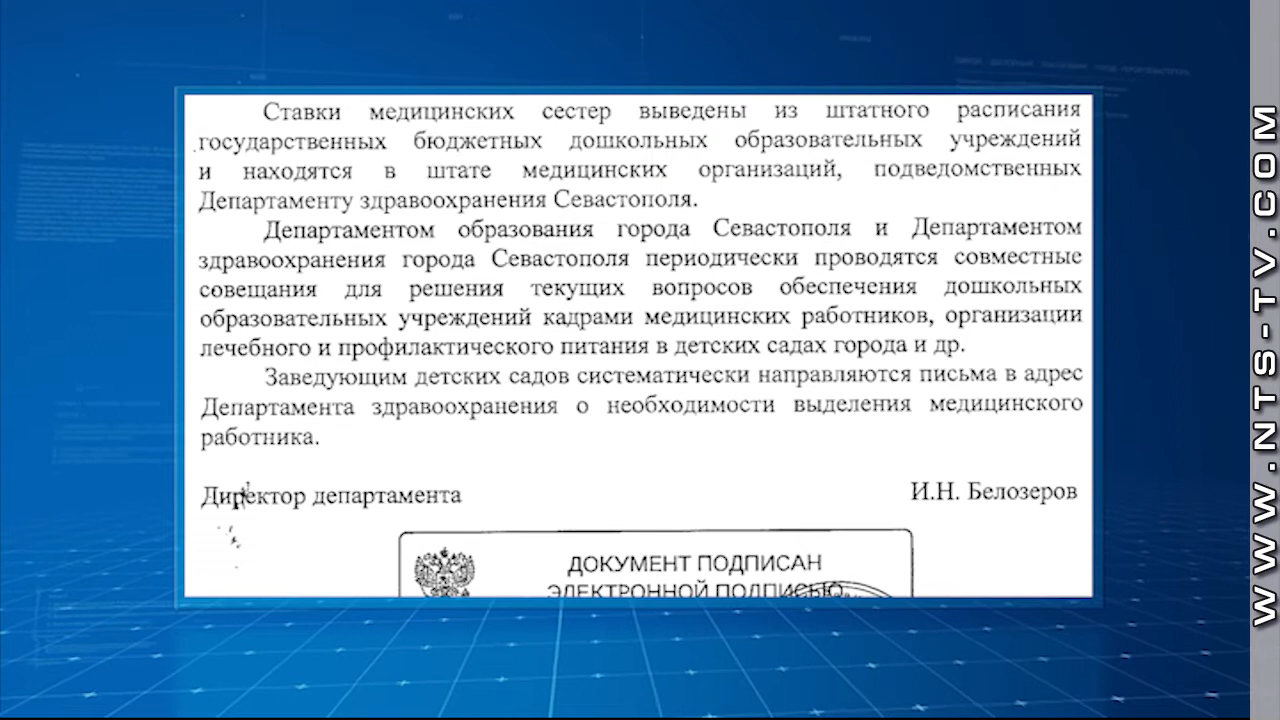 Ставки медицинских сестер выведены из штатного расписания
государственных бюджетных дошкольных образовательных учреждений
и находятся в штате медицинских организаций, подведомственных
Департаменту здравоохранения Севастополя.
Департаментом образования города Севастополя и Департаментом
здравоохранения города Севастополя периодически проводятся совместные
совещания для решения текущих вопросов обеспечения дошкольных
образовательных учреждений кадрами медицинских работников, организации
лечебного и профилактического питания в детских садах города и др.
Заведующим детских садов систематически направляются письма в адрес
Департамента здравоохранения о необходимости выделения медицинского
работника.
Директор департамента
И.Н. Белозеров
ДОКУМЕНТ ПОДПИСАН
ЭЛЕКТРОННОЙ ПОДПИСЬЮ
WWW.NTS-TV.COM